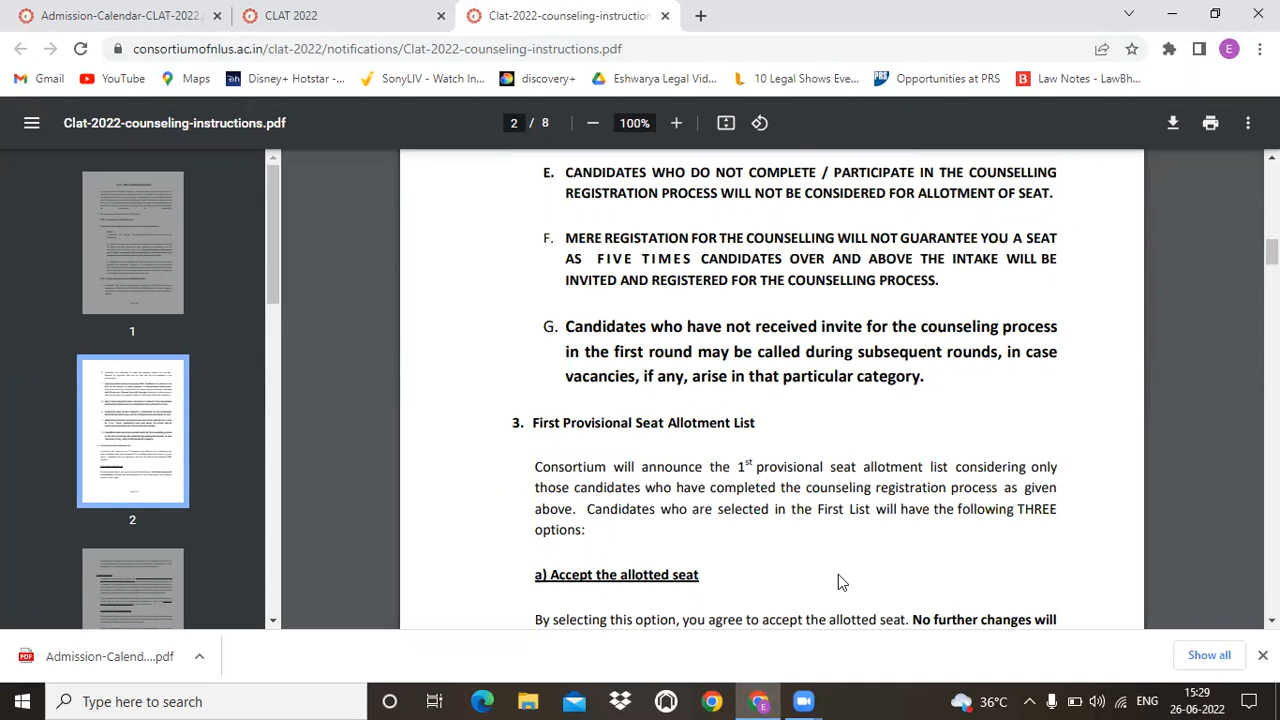 Admission-Calendar-CLAT-2022
CLAT 2022
Clat-2022-counseling-instruction
consortiumofnlus.ac.in/clat-2022/notifications/Clat-2022-counseling-instructions.pdf
E
Gmail YouTube Maps Disney+ Hotstar -... SonyLIV - Watch In... discovery+ Eshwarya Legal Vid... 10 Legal Shows Eve... Opportunities at PRS Law Notes - LawBh...
Clat-2022-counseling-instructions.pdf 2 / 8 100%
E. CANDIDATES WHO DO NOT COMPLETE / PARTICIPATE IN THE COUNSELLING
REGISTRATION PROCESS WILL NOT BE CONSIDERED FOR ALLOTMENT OF SEAT.
F. MERE REGISTATION FOR THE COUNSELLING WILL NOT GUARANTEE YOU A SEAT
AS FIVE TIMES CANDIDATES OVER AND ABOVE THE INTAKE WILL BE
INVITED AND REGISTERED FOR THE COUNSELLING PROCESS.
G. Candidates who have not received invite for the counseling process
in the first round may be called during subsequent rounds, in case
vacancies, if any, arise in that particular category.
3. First Provisional Seat Allotment List
Consortium will announce the 1st provisional seat allotment list considering only
those candidates who have completed the counseling registration process as given
above. Candidates who are selected in the First List will have the following THREE
options:
a) Accept the allotted seat
By selecting this option, you agree to accept the allotted seat. No further changes will
1
2
Admission-Calend....pdf
Show all
Type here to search
36°C
ENG
15:29
26-06-2022